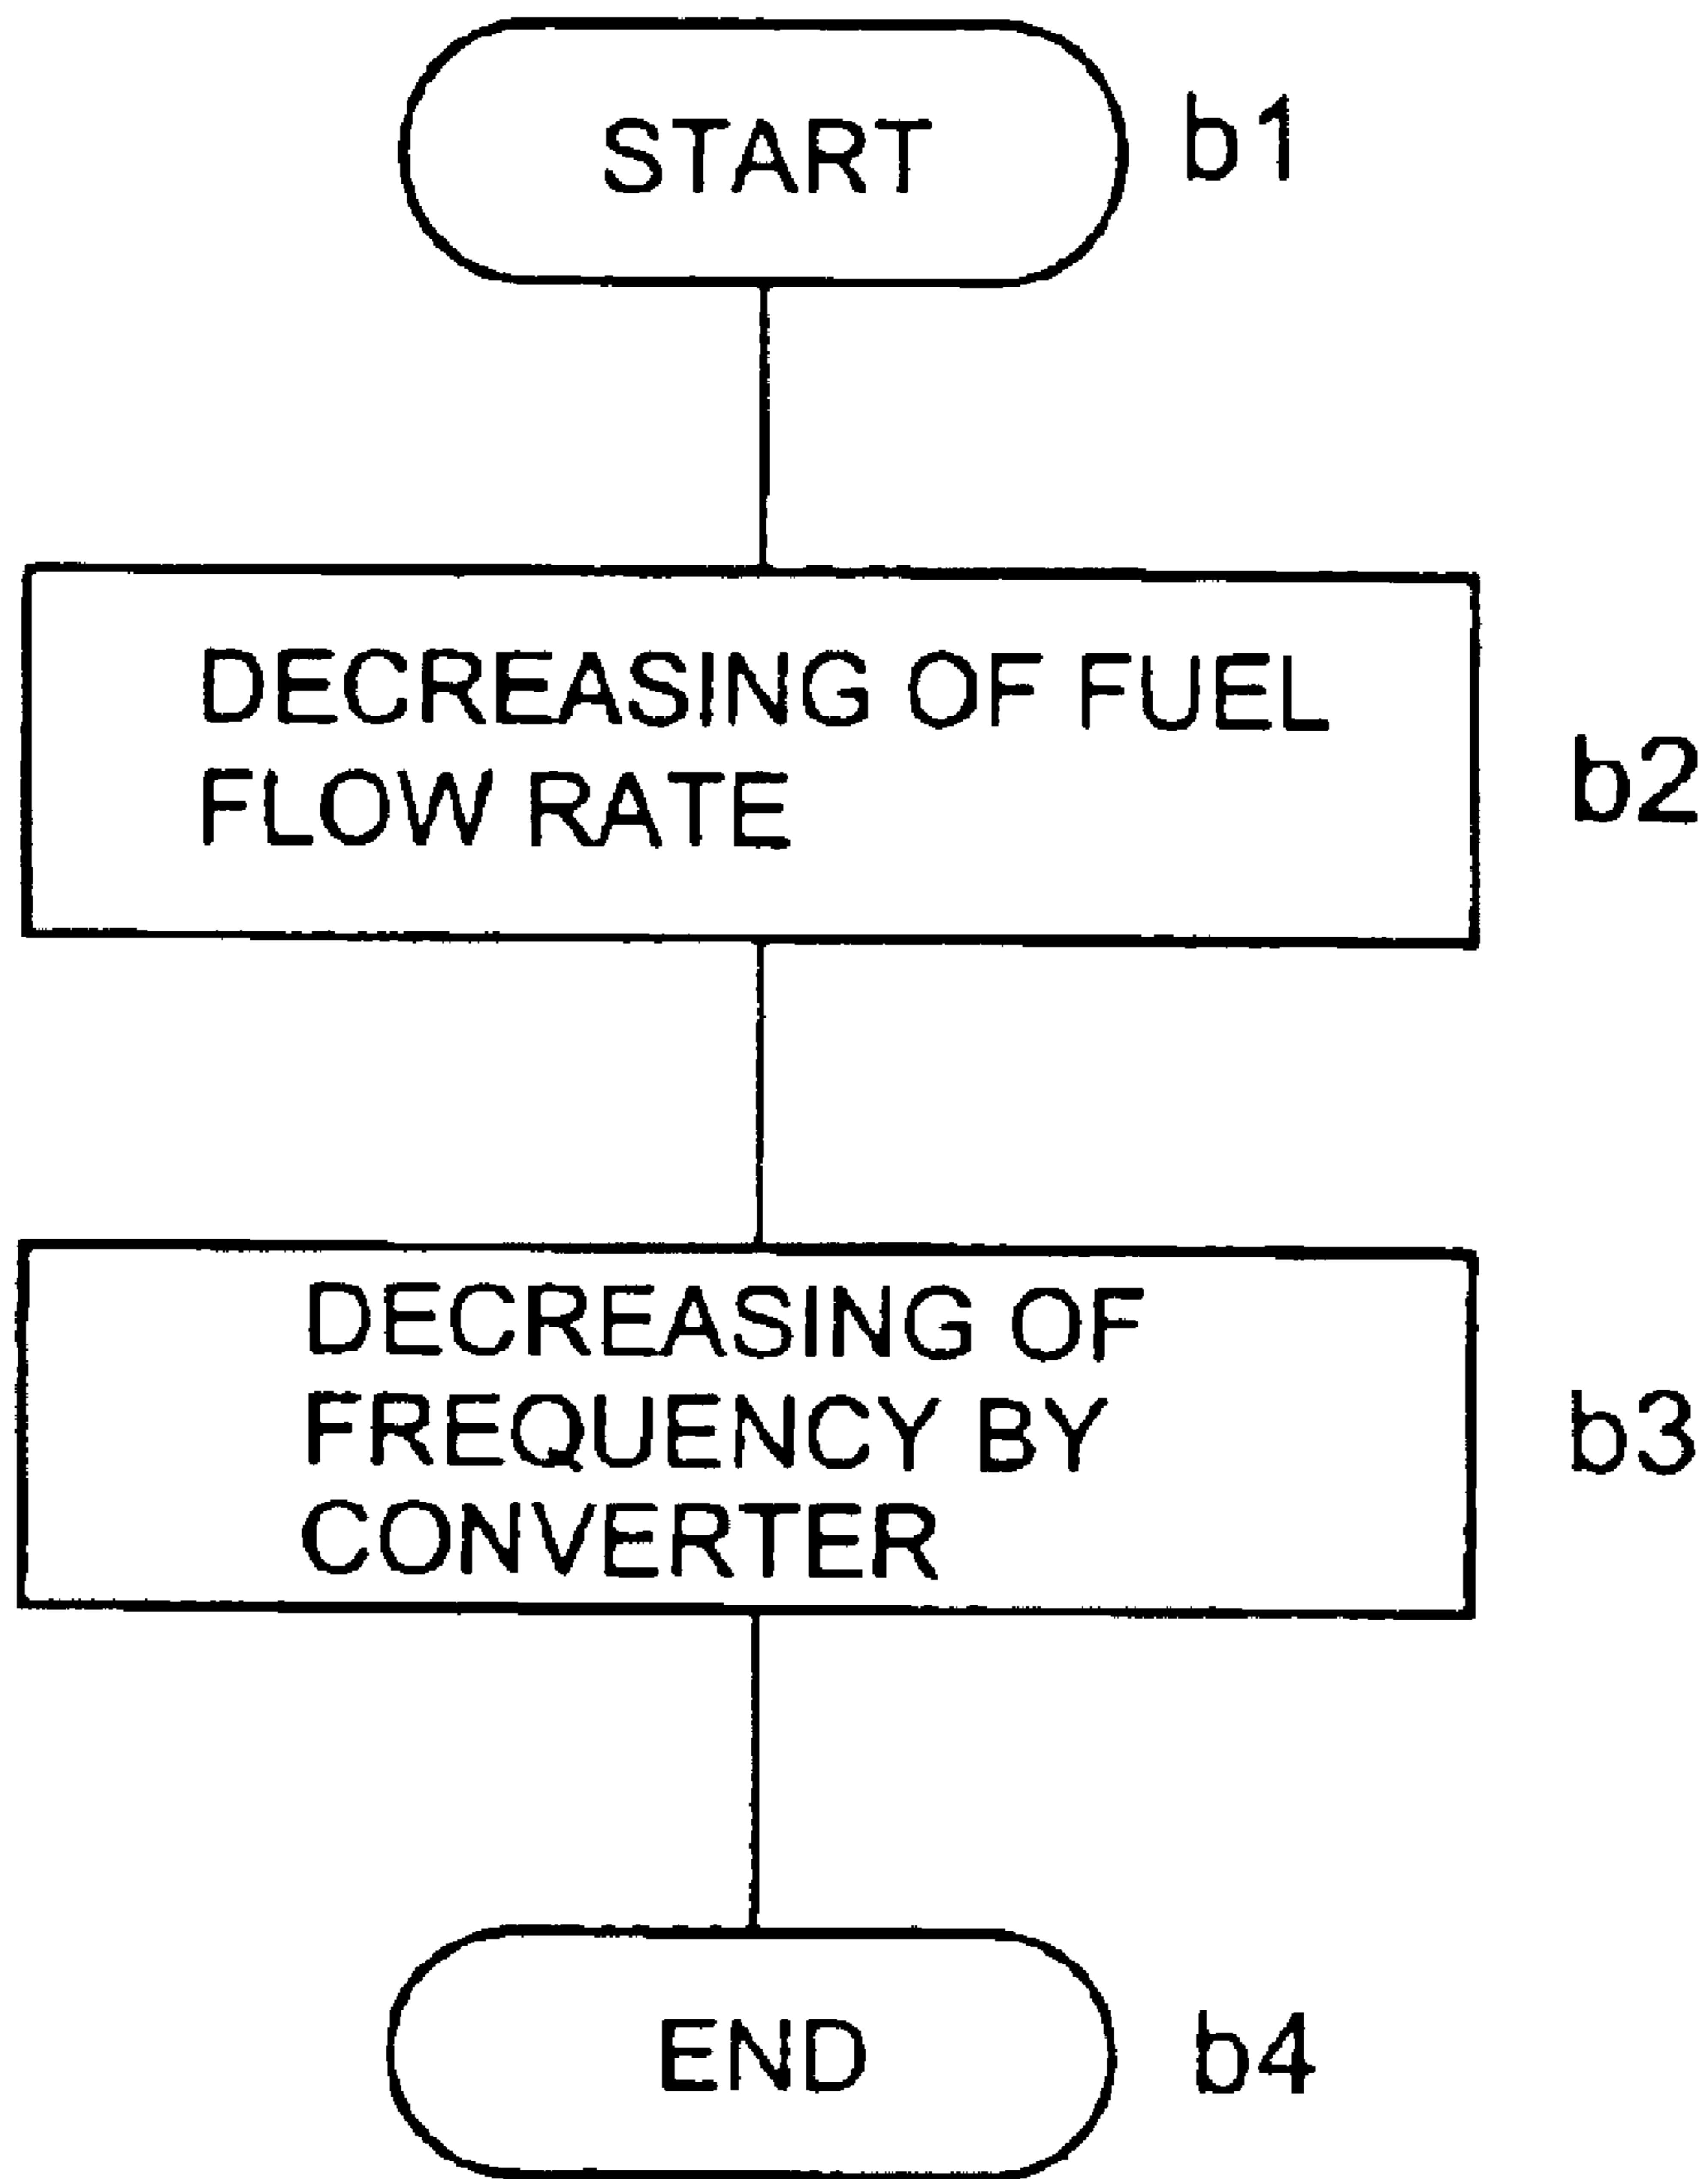 START
b1
DECREASING OF FUEL
FLOW RATE
b2
DECREASING OF
FREQUENCY BY
CONVERTER
b3
END
b4